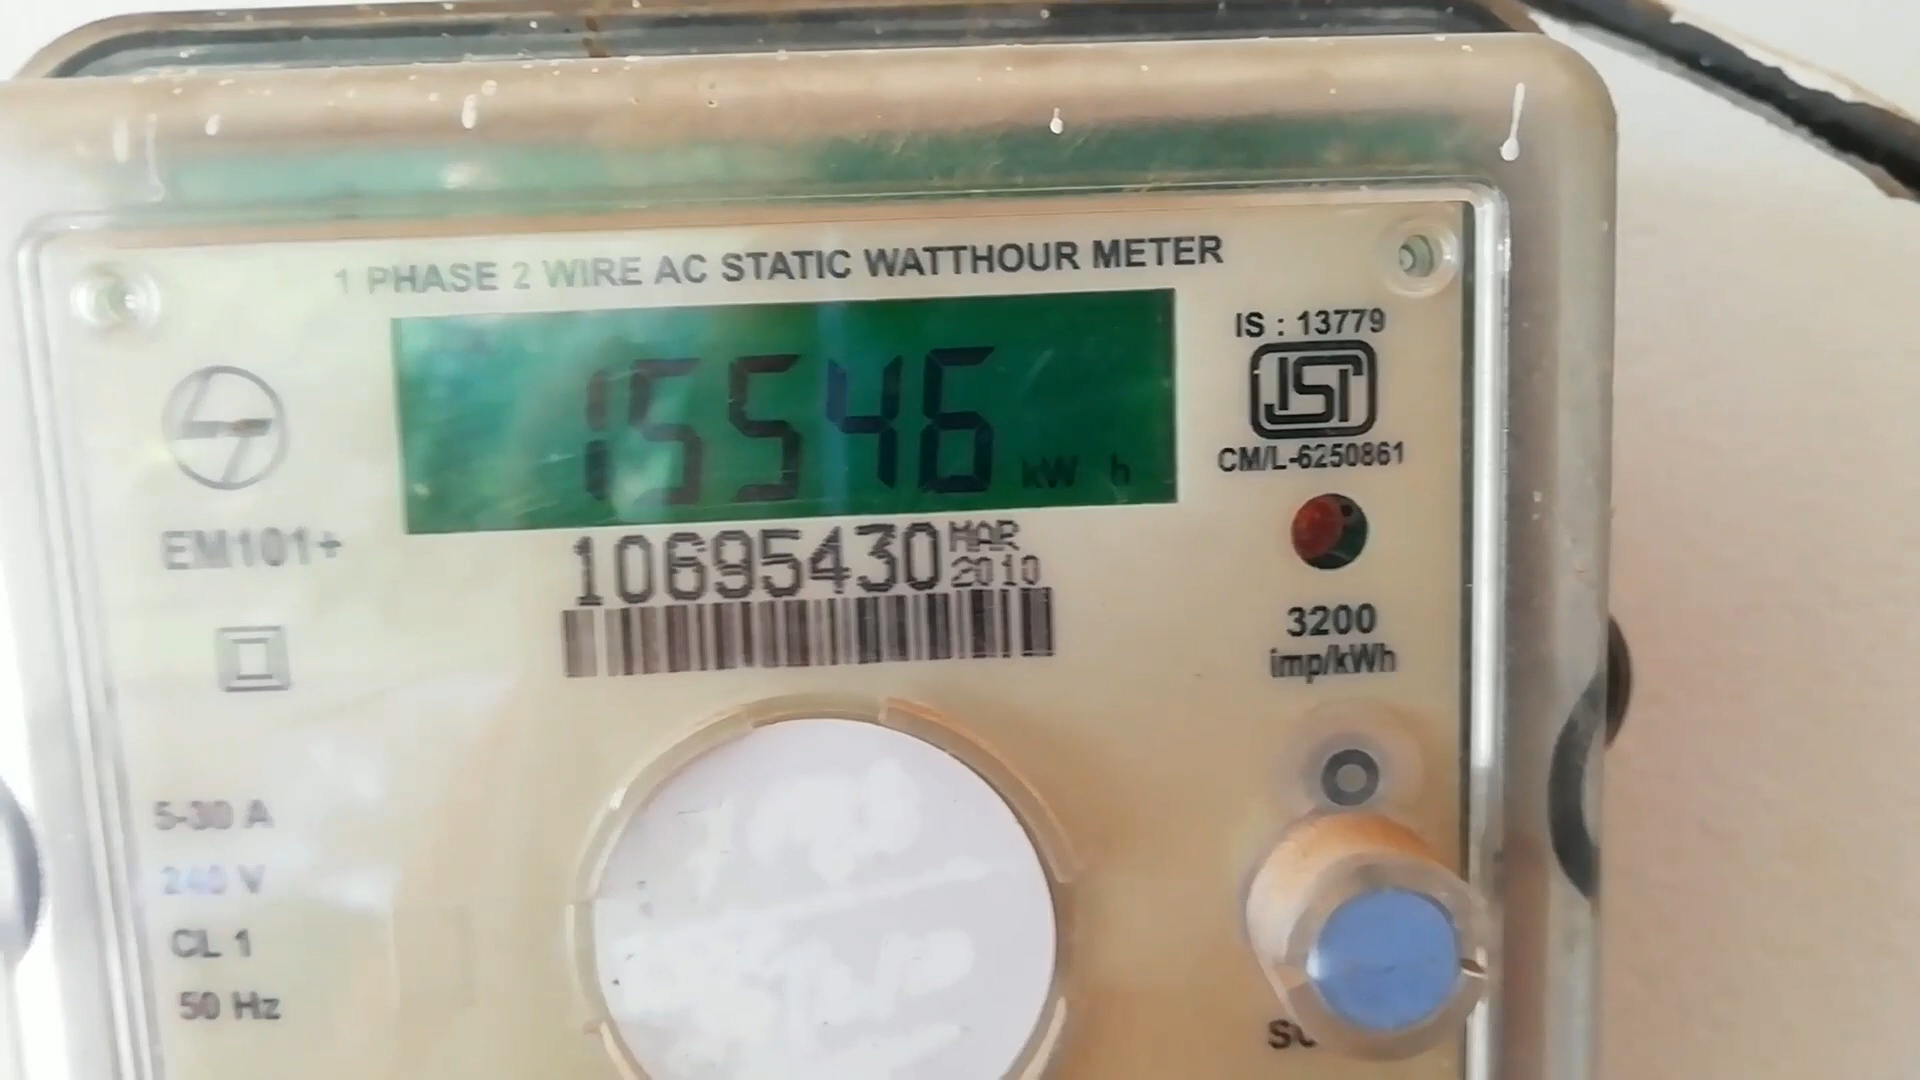 1 PHASE 2 WIRE AC STATIC WATTHOUR METER
15546 kW h
IS : 13779
CM/L-6250861
EM101+
10695430 MAR 2010
3200
imp/kWh
5-30 A
240 V
CL 1
50 Hz